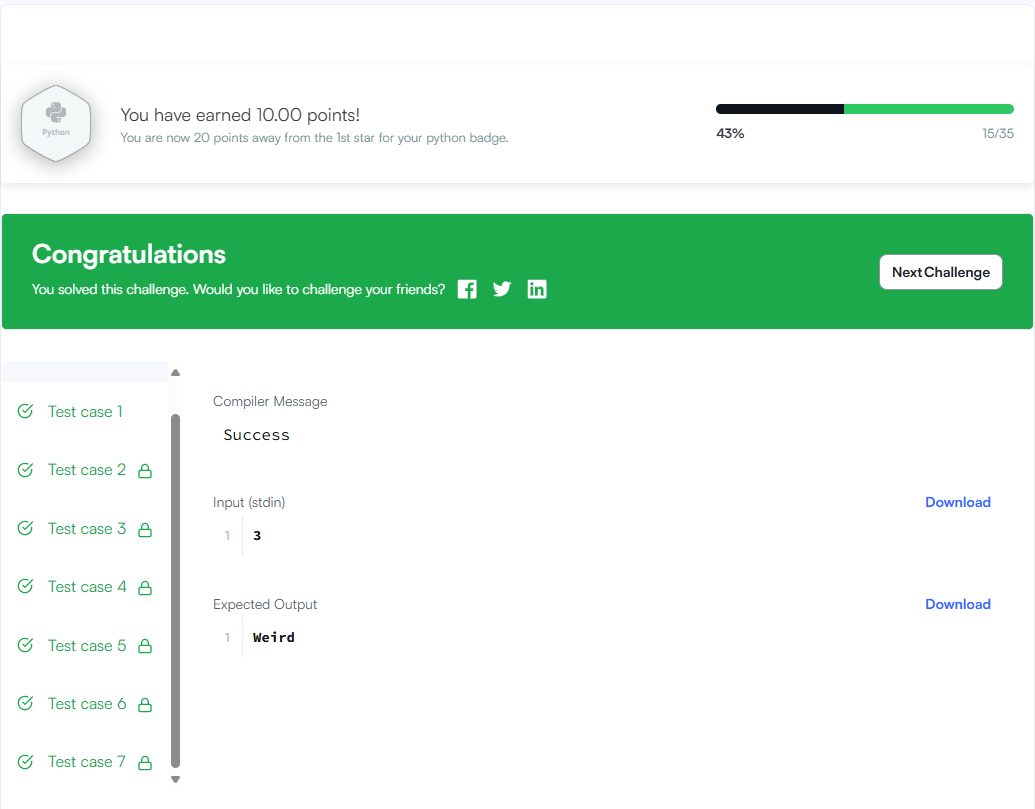 Python
You have earned 10.00 points!
You are now 20 points away from the 1st star for your python badge.
43%
15/35
Congratulations
You solved this challenge. Would you like to challenge your friends?
Next Challenge
Test case 1
Test case 2
Test case 3
Test case 4
Test case 5
Test case 6
Test case 7
Compiler Message
Success
Input (stdin)
Download
1 3
Expected Output
Download
1 Weird